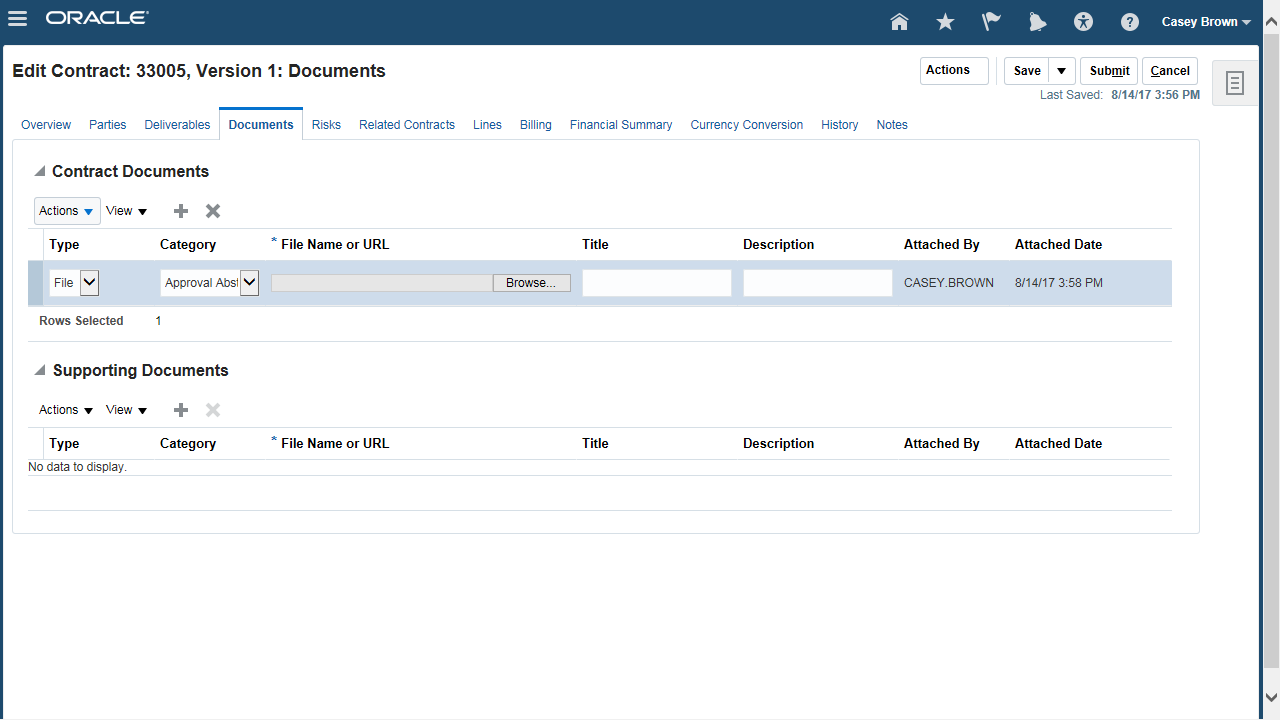 ORACLE
Casey Brown
Edit Contract: 33005, Version 1: Documents
Actions Save Submit Cancel
Last Saved: 8/14/17 3:56 PM
Overview Parties Deliverables Documents Risks Related Contracts Lines Billing Financial Summary Currency Conversion History Notes
Contract Documents
Actions View
Type Category * File Name or URL Title Description Attached By Attached Date
File Approval Abst Browse... CASEY.BROWN 8/14/17 3:58 PM
Rows Selected 1
Supporting Documents
Actions View
Type Category * File Name or URL Title Description Attached By Attached Date
No data to display.